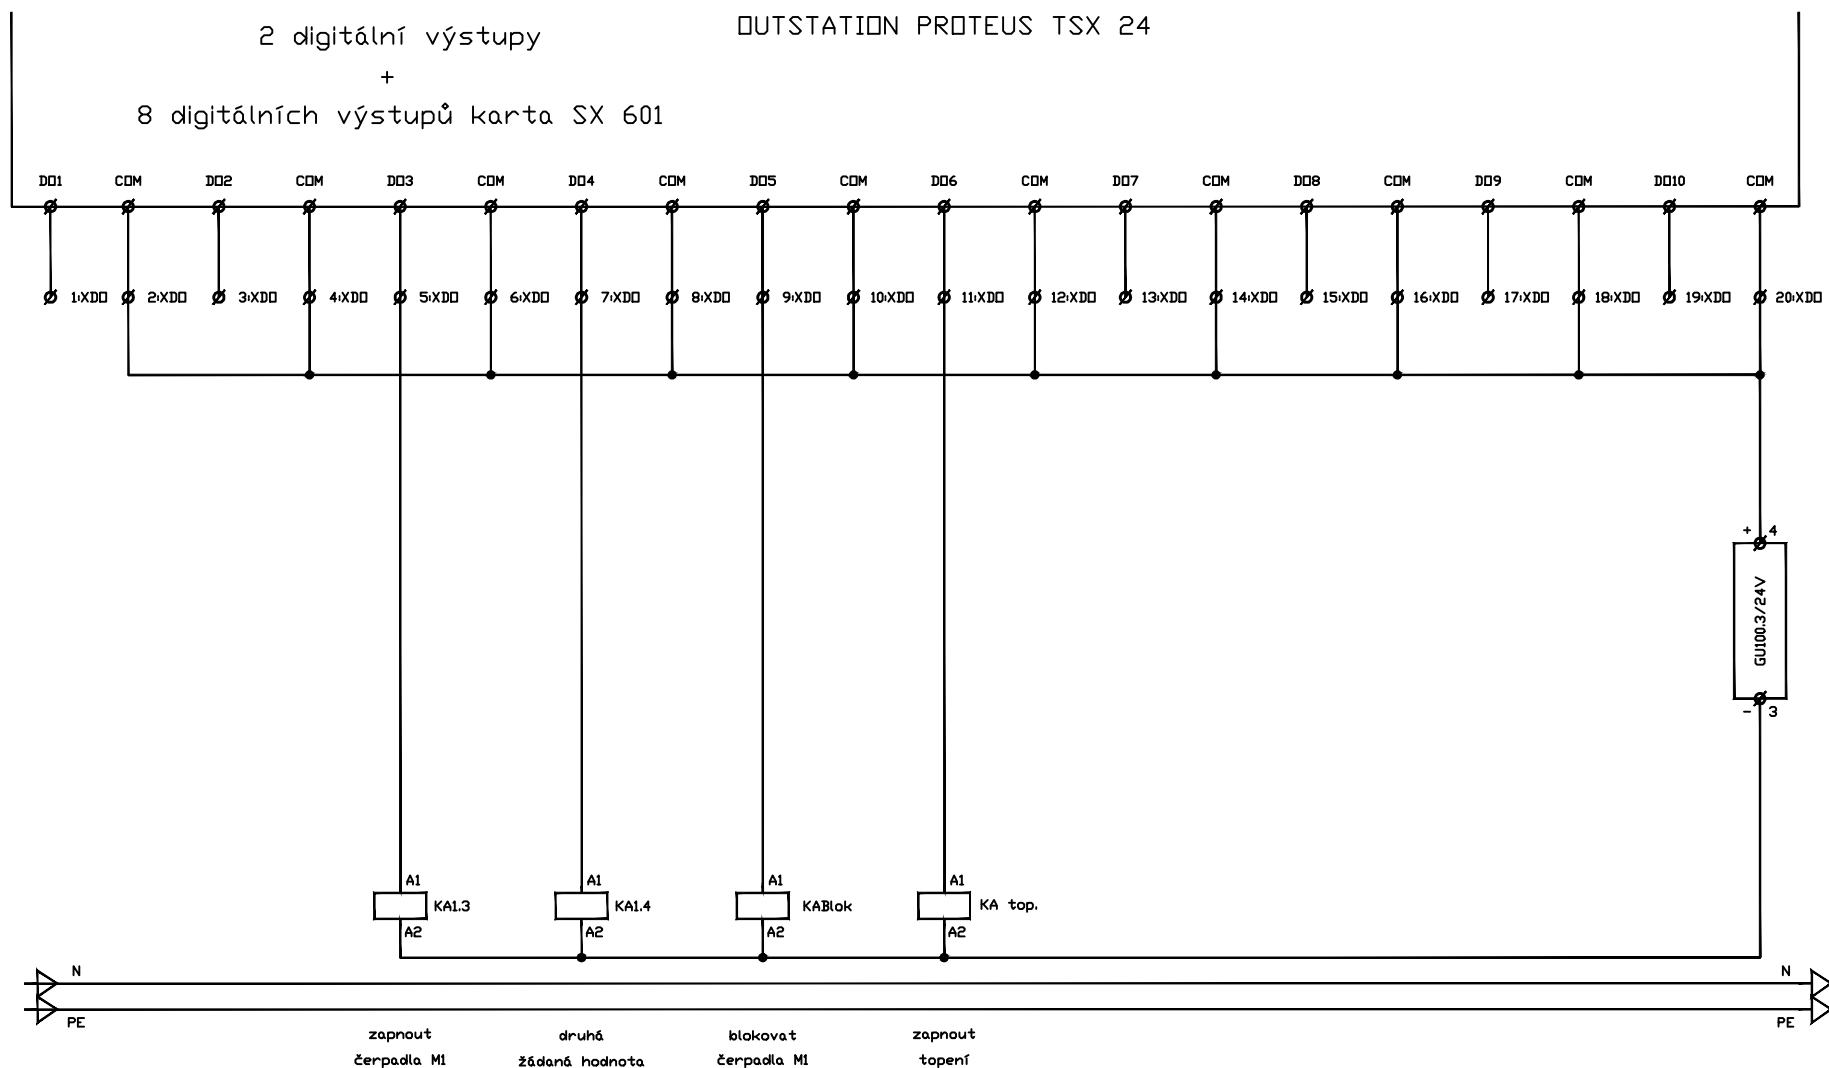 OUTSTATION PROTEUS TSX 24
2 digitální výstupy
+
8 digitálních výstupů karta SX 601
DO1 COM DO2 COM DO3 COM DO4 COM DO5 COM DO6 COM DO7 COM DO8 COM DO9 COM DO10 COM
1:XDO 2:XDO 3:XDO 4:XDO 5:XDO 6:XDO 7:XDO 8:XDO 9:XDO 10:XDO 11:XDO 12:XDO 13:XDO 14:XDO 15:XDO 16:XDO 17:XDO 18:XDO 19:XDO 20:XDO
+ 4
GU100.3/24V
- 3
A1 A1 A1 A1
KA1.3 KA1.4 KABlok KA top.
A2 A2 A2 A2
N N
PE PE
zapnout druhá blokovat zapnout
čerpadla M1 žádaná hodnota čerpadla M1 topení